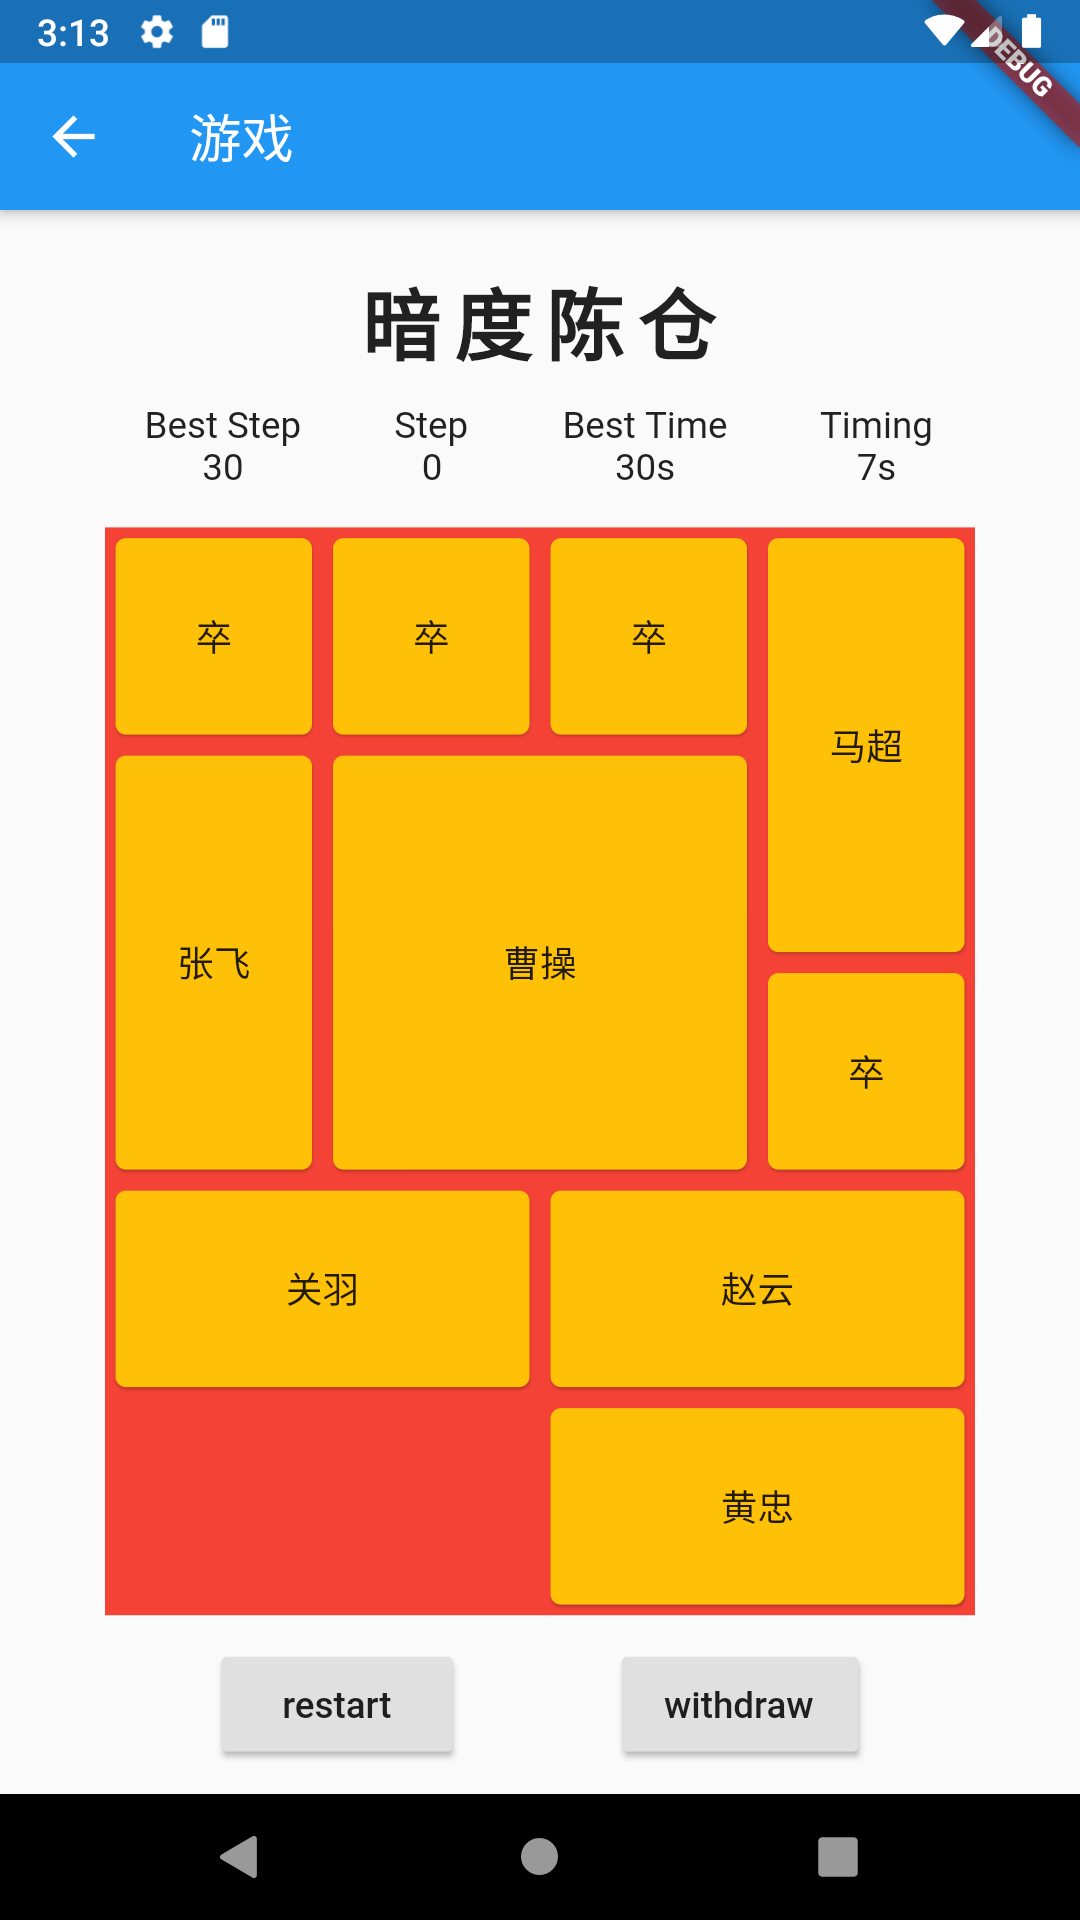 3:13
DEBUG
游戏
暗度陈仓
Best Step Step Best Time Timing
30 0 30s 7s
卒 卒 卒
马超
张飞 曹操
卒
关羽 赵云
黄忠
restart withdraw